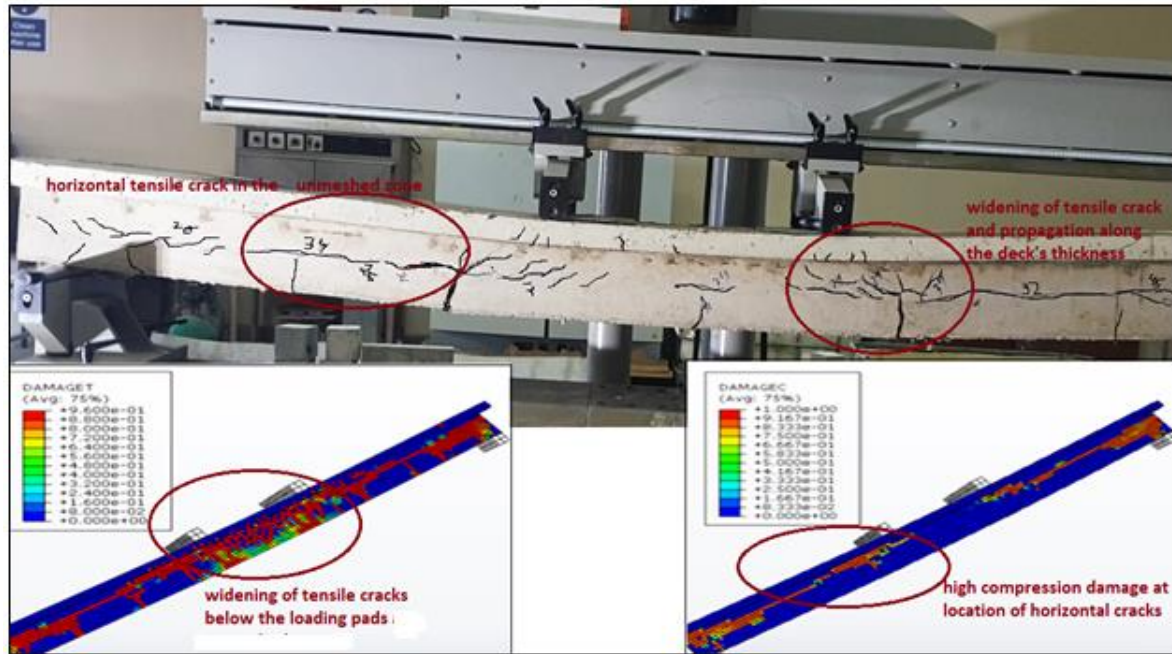 Clean
machine
horizontal tensile crack in the unmeshed zone
widening of tensile crack
and propagation along
the deck's thickness
34
32
DAMAGET
(Avg: 75%)
+9.600e-01
+8.800e-01
+8.000e-01
+7.200e-01
+6.400e-01
+5.600e-01
+4.800e-01
+4.000e-01
+3.200e-01
+2.400e-01
+1.600e-01
+8.000e-02
+0.000e+00
widening of tensile cracks
below the loading pads
DAMAGEC
(Avg: 75%)
+1.000e+00
+9.167e-01
+8.333e-01
+7.500e-01
+6.667e-01
+5.833e-01
+5.000e-01
+4.167e-01
+3.333e-01
+2.500e-01
+1.667e-01
+8.333e-02
+0.000e+00
high compression damage at
location of horizontal cracks